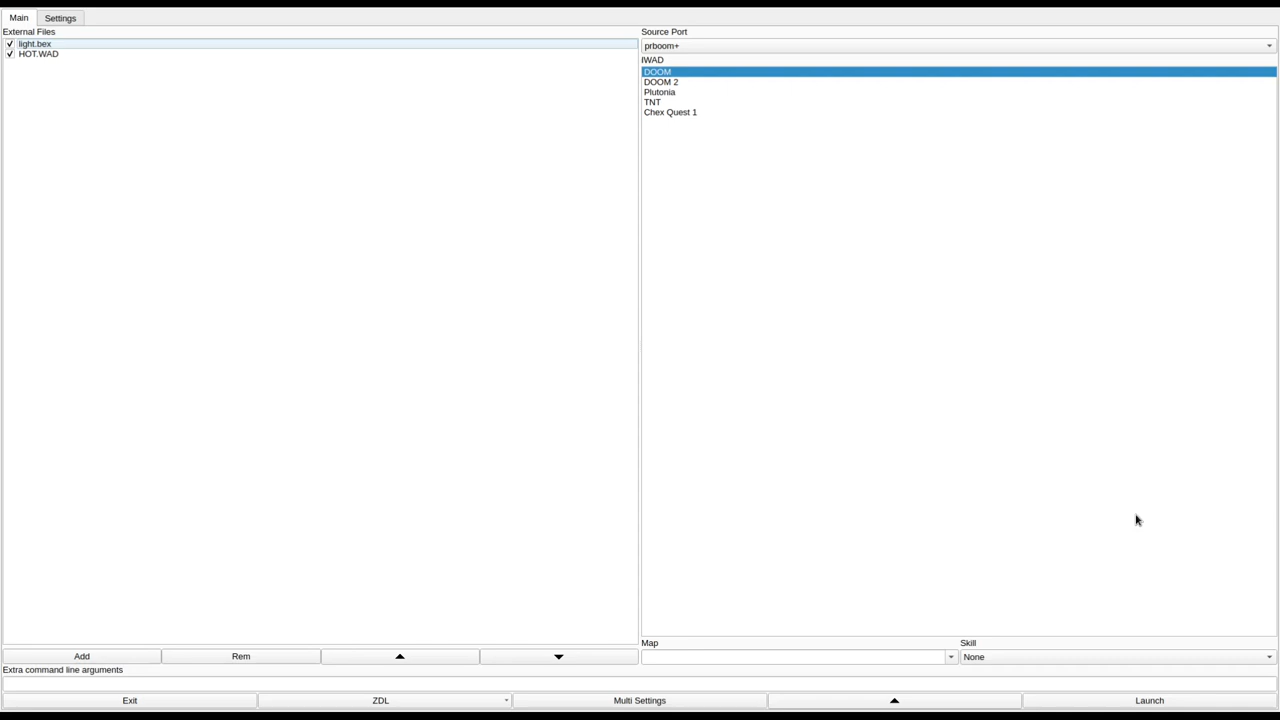 Main Settings
External Files
light.bex
HOT.WAD
Source Port
prboom+
IWAD
DOOM
DOOM 2
Plutonia
TNT
Chex Quest 1
Map Skill
None
Add Rem
Extra command line arguments
Exit ZDL Multi Settings Launch